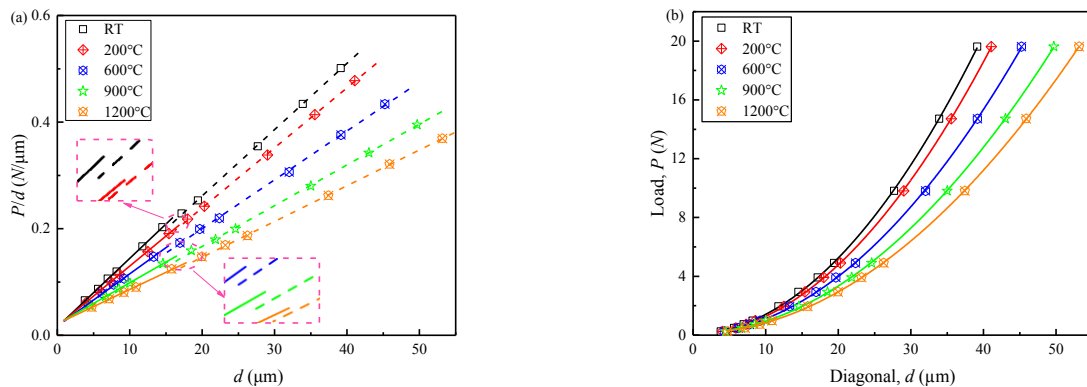 (a)
0.6
RT
200°C
600°C
900°C
1200°C
0.4
P/d (N/μm)
0.2
0.0
0
10
20
30
40
50
d (μm)
(b)
20
RT
200°C
600°C
900°C
1200°C
16
12
Load, P (N)
8
4
0
0
10
20
30
40
50
Diagonal, d (μm)